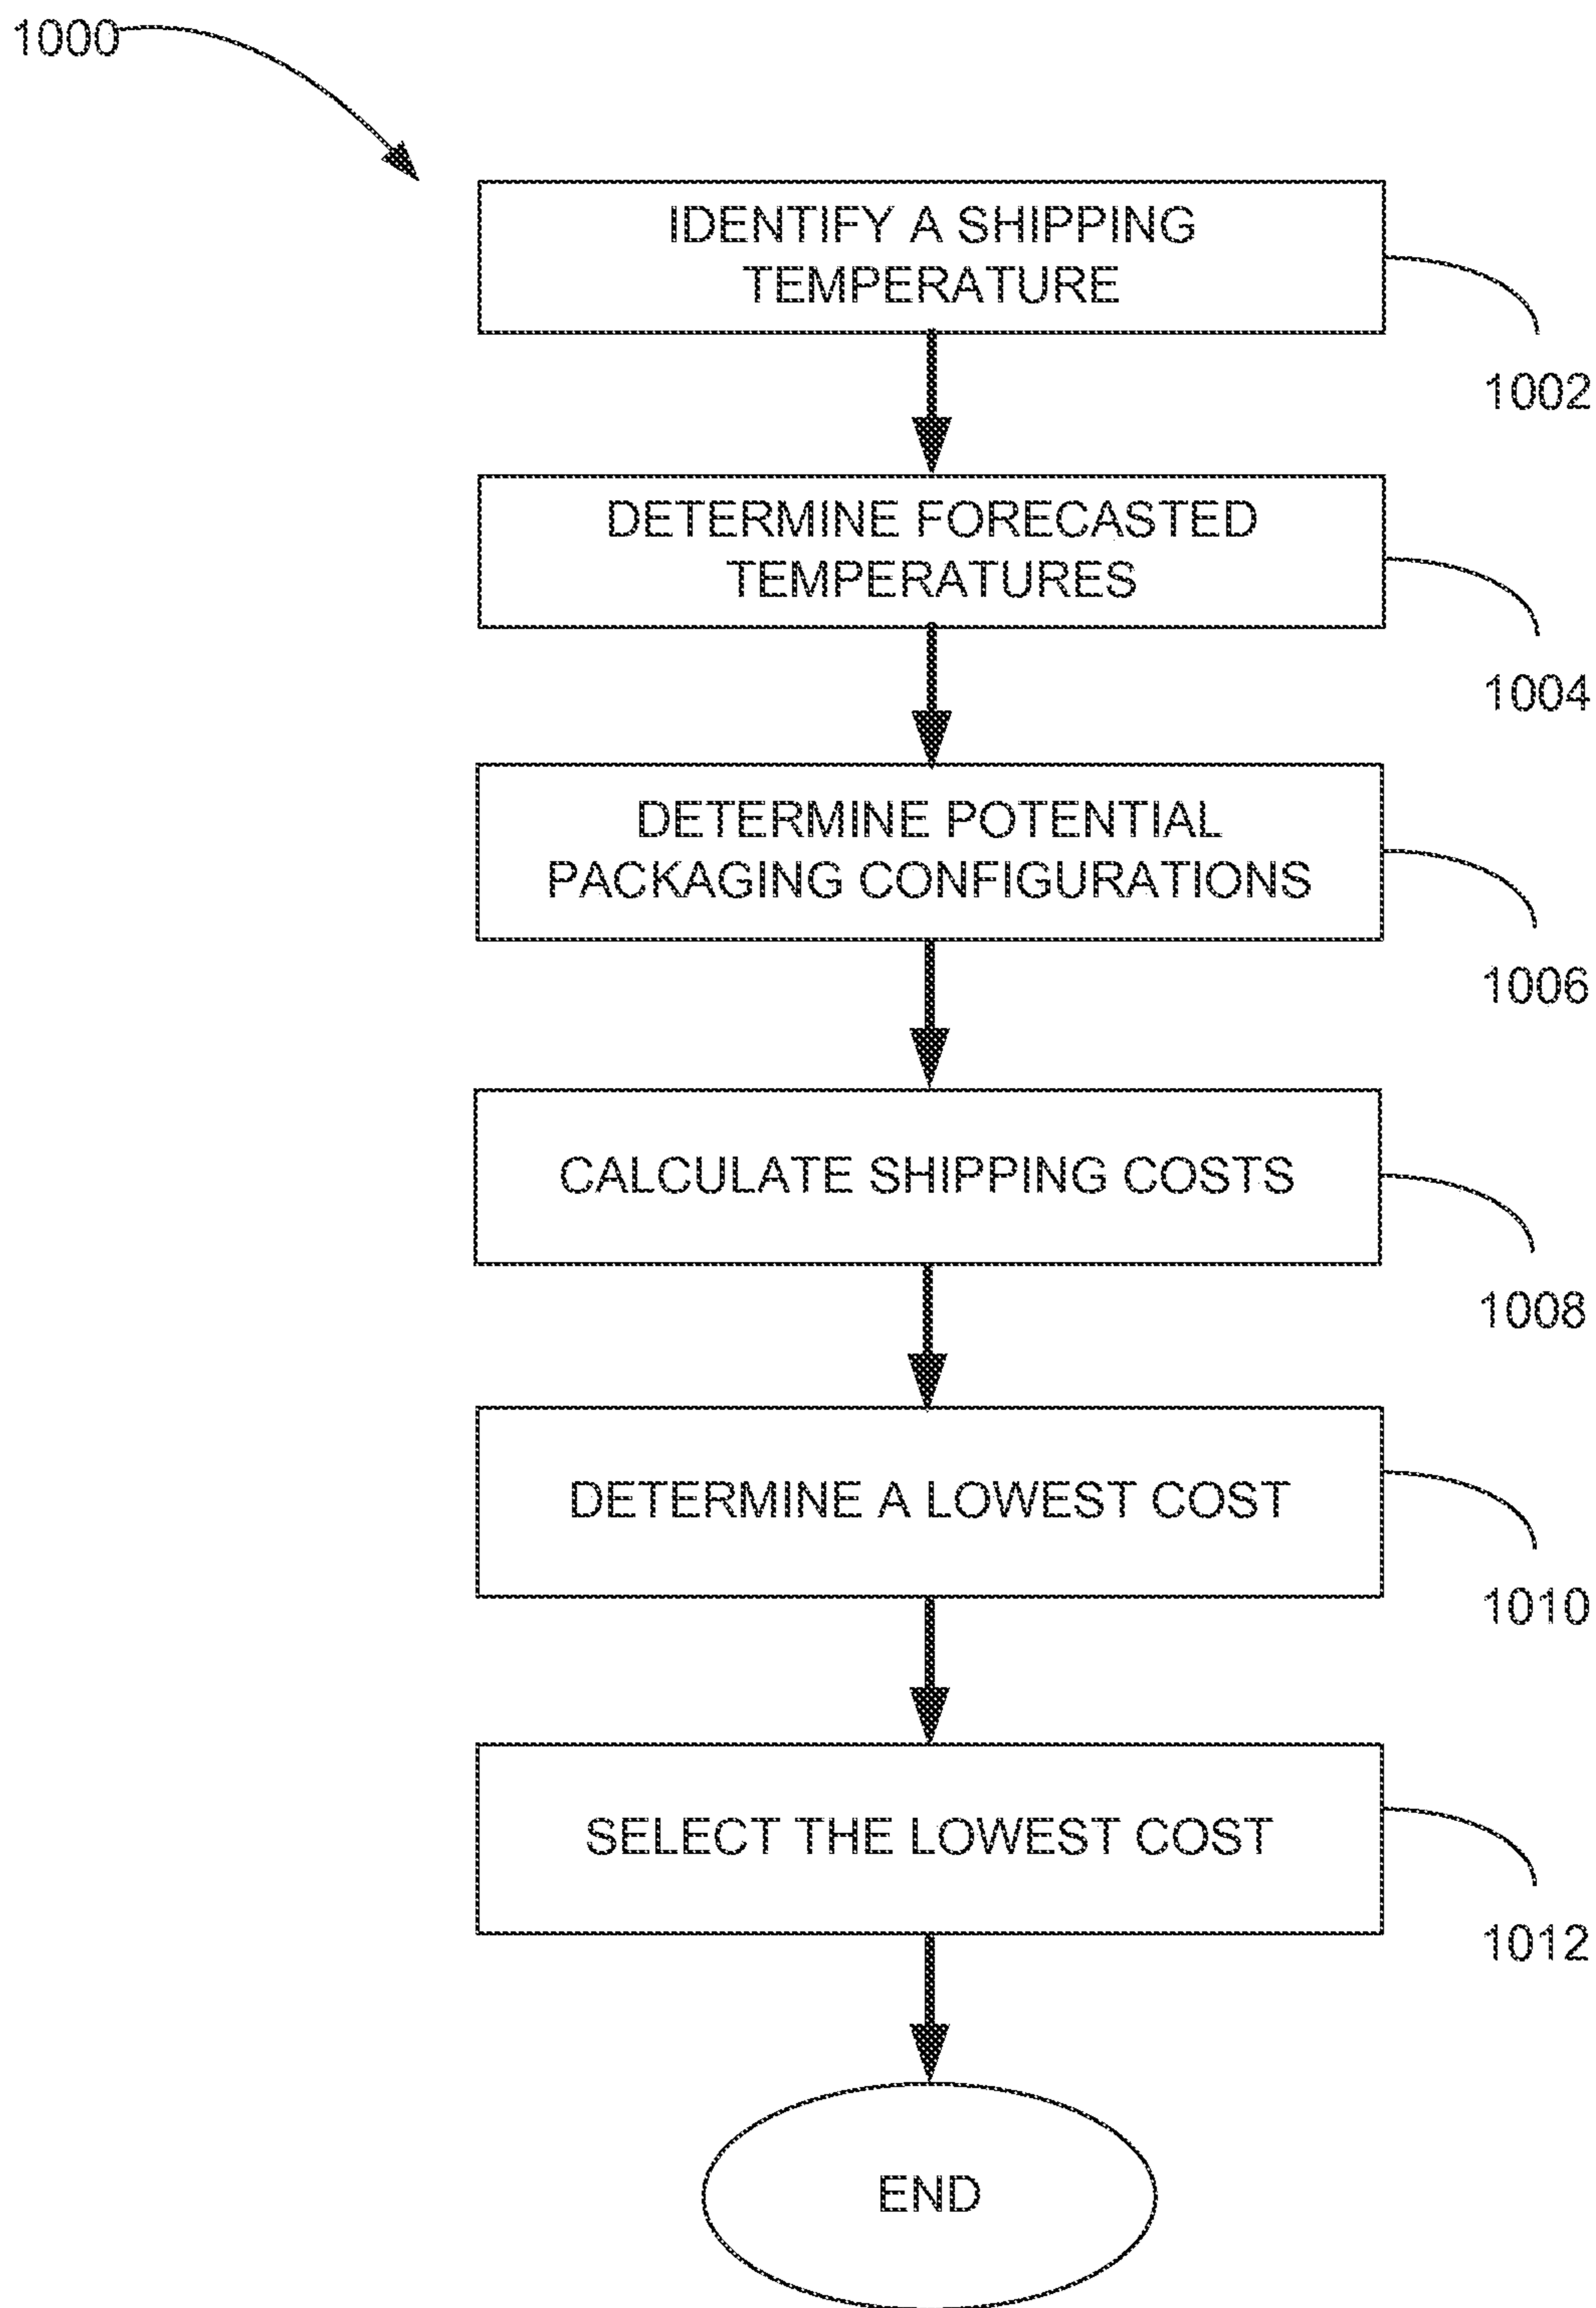 1000
IDENTIFY A SHIPPING
TEMPERATURE
1002
DETERMINE FORECASTED
TEMPERATURES
1004
DETERMINE POTENTIAL
PACKAGING CONFIGURATIONS
1006
CALCULATE SHIPPING COSTS
1008
DETERMINE A LOWEST COST
1010
SELECT THE LOWEST COST
1012
END